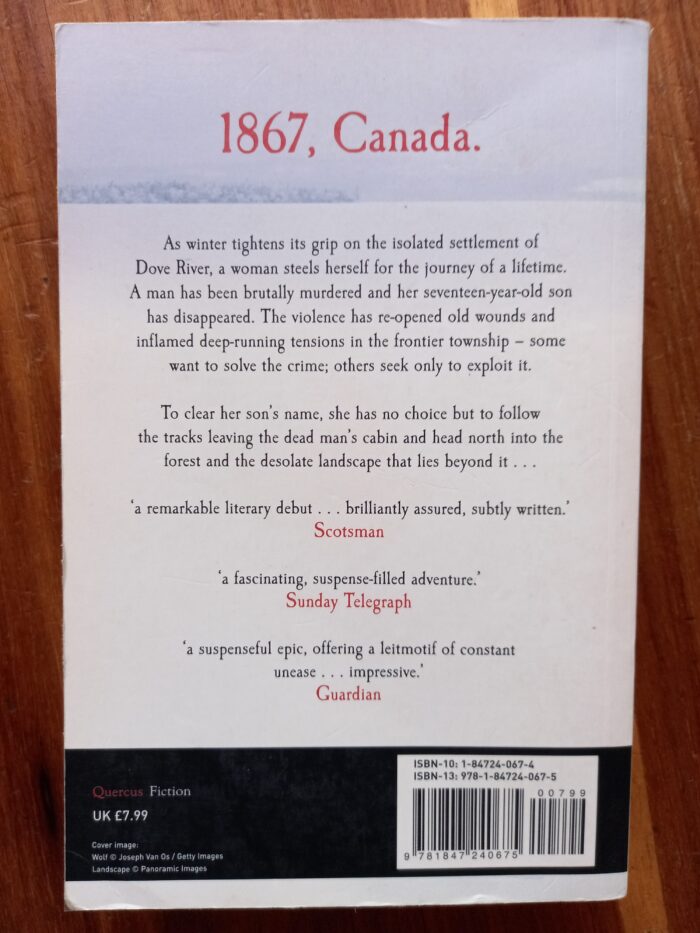 1867, Canada.
As winter tightens its grip on the isolated settlement of
Dove River, a woman steels herself for the journey of a lifetime.
A man has been brutally murdered and her seventeen-year-old son
has disappeared. The violence has re-opened old wounds and
inflamed deep-running tensions in the frontier township – some
want to solve the crime; others seek only to exploit it.
To clear her son's name, she has no choice but to follow
the tracks leaving the dead man's cabin and head north into the
forest and the desolate landscape that lies beyond it . . .
'a remarkable literary debut . . . brilliantly assured, subtly written.'
Scotsman
'a fascinating, suspense-filled adventure.'
Sunday Telegraph
'a suspenseful epic, offering a leitmotif of constant
unease . . . impressive.'
Guardian
Quercus Fiction
UK £7.99
Cover image:
Wolf © Joseph Van Os / Getty Images
Landscape © Panoramic Images
ISBN-10: 1-84724-067-4
ISBN-13: 978-1-84724-067-5
00799
9 781847 240675